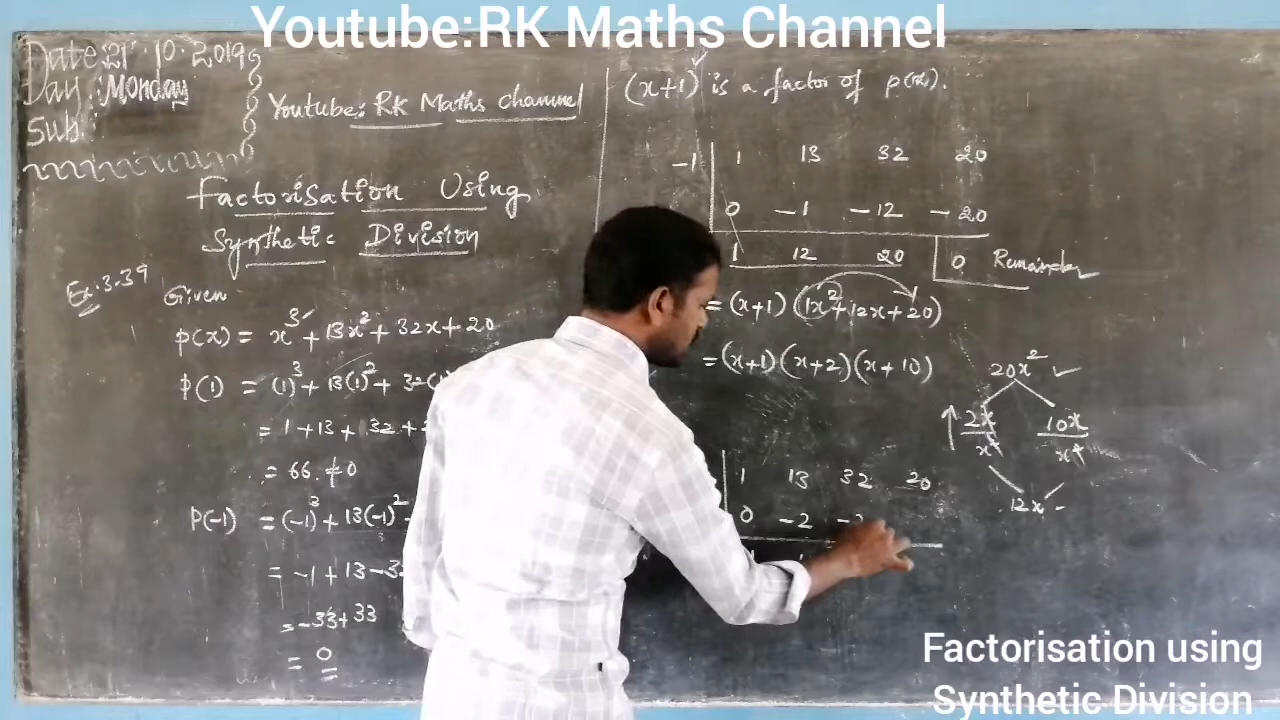 Youtube:RK Maths Channel
Date:21.10.2019
Day: Monday
Sub:
Youtube: RK Maths channel
Factorisation Using
Synthetic Division
Ex:3.39
Given
p(x) = x³ + 13x² + 32x + 20
p(1) = (1)³ + 13(1)² + 32(1
= 1 + 13 + 32 +
= 66 ≠ 0
P(-1) = (-1)³ + 13(-1)²
= -1 + 13 - 3
= -33 + 33
= 0
(x+1) is a factor of p(x).
-1 | 1 13 32 20
0 -1 -12 -20
1 12 20 | 0 Remainder
= (x+1) (1x² + 12x + 20)
= (x+1) (x+2) (x+10)
20x²
2x 10x
x² x²
12x
1 13 32 20
0 -2
Factorisation using
Synthetic Division